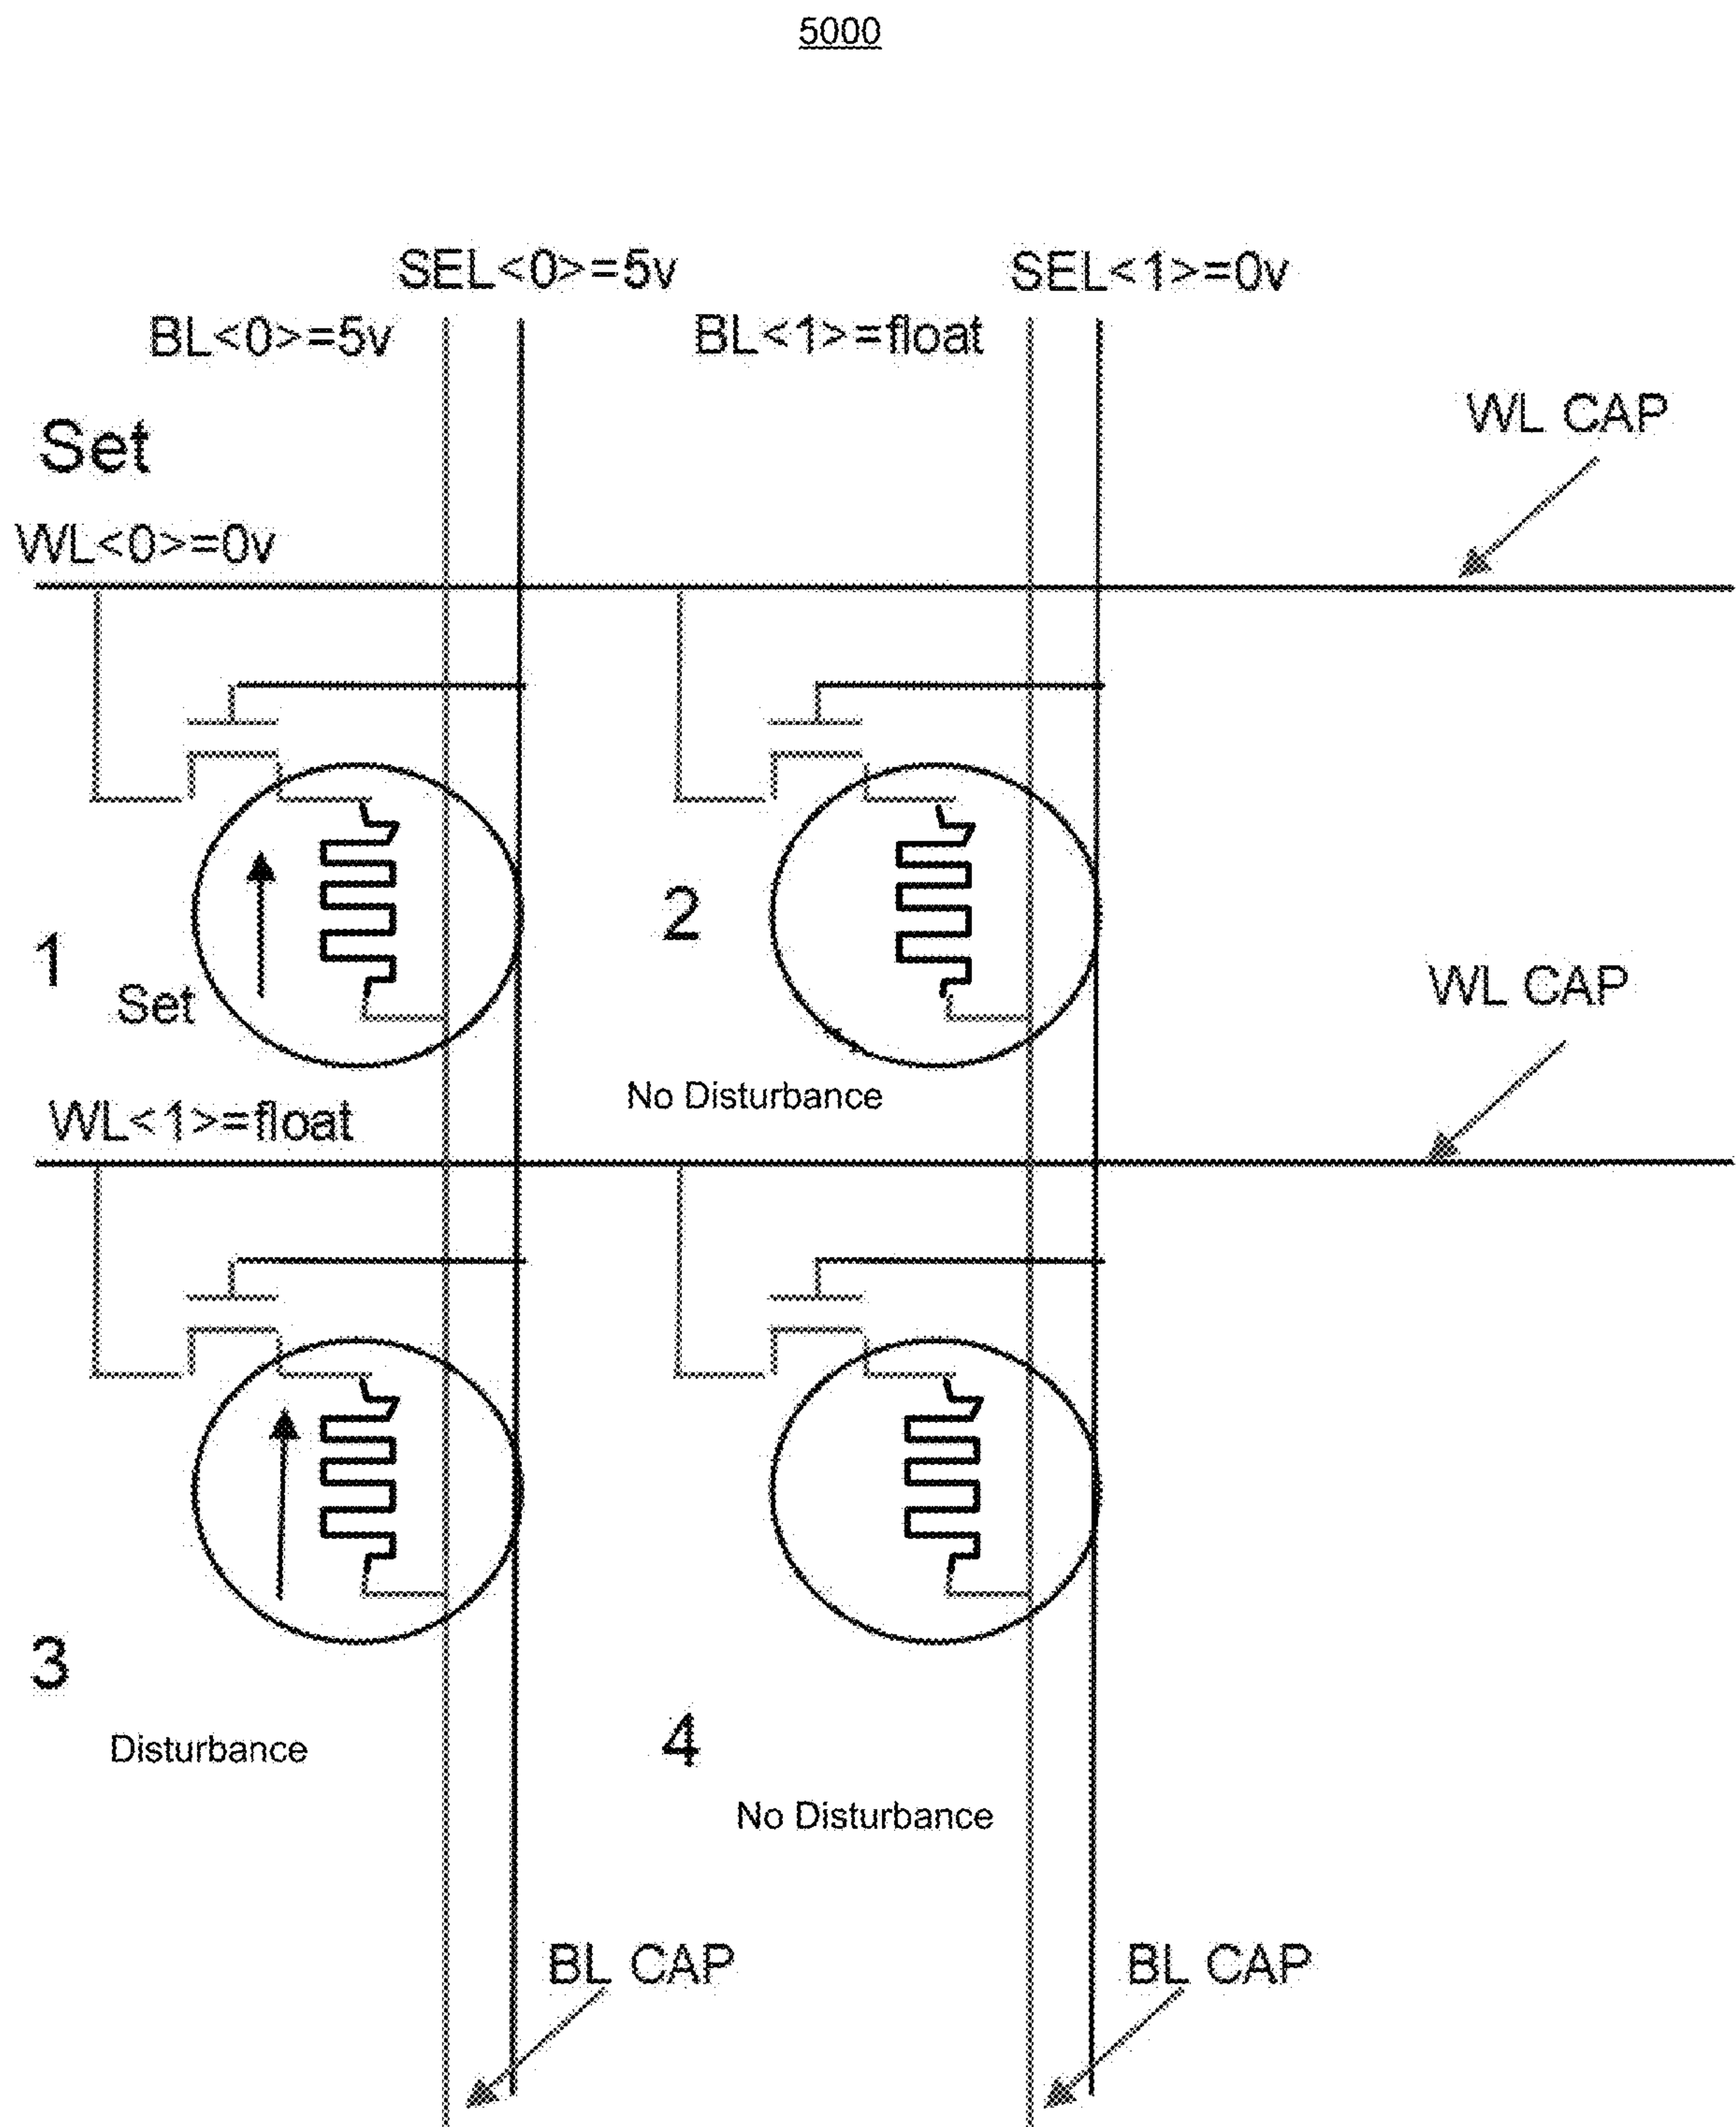 5000
SEL<0>=5v
SEL<1>=0v
BL<0>=5v
BL<1>=float
WL CAP
Set
WL<0>=0v
1
2
Set
WL CAP
No Disturbance
WL<1>=float
3
Disturbance
4
No Disturbance
BL CAP
BL CAP